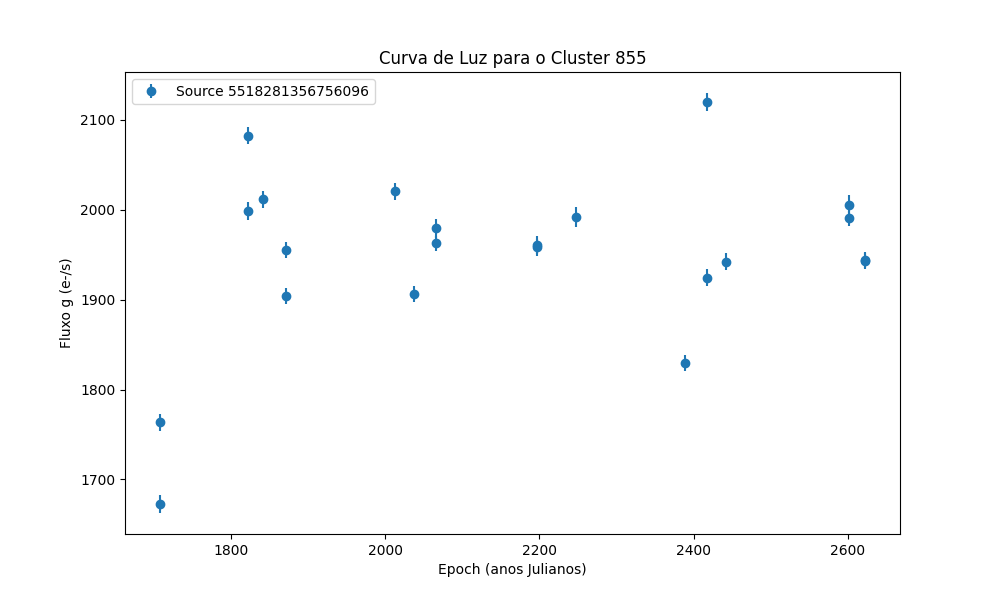 Curva de Luz para o Cluster 855
Source 5518281356756096
Fluxo g (e-/s)
2100
2000
1900
1800
1700
1800 2000 2200 2400 2600
Epoch (anos Julianos)